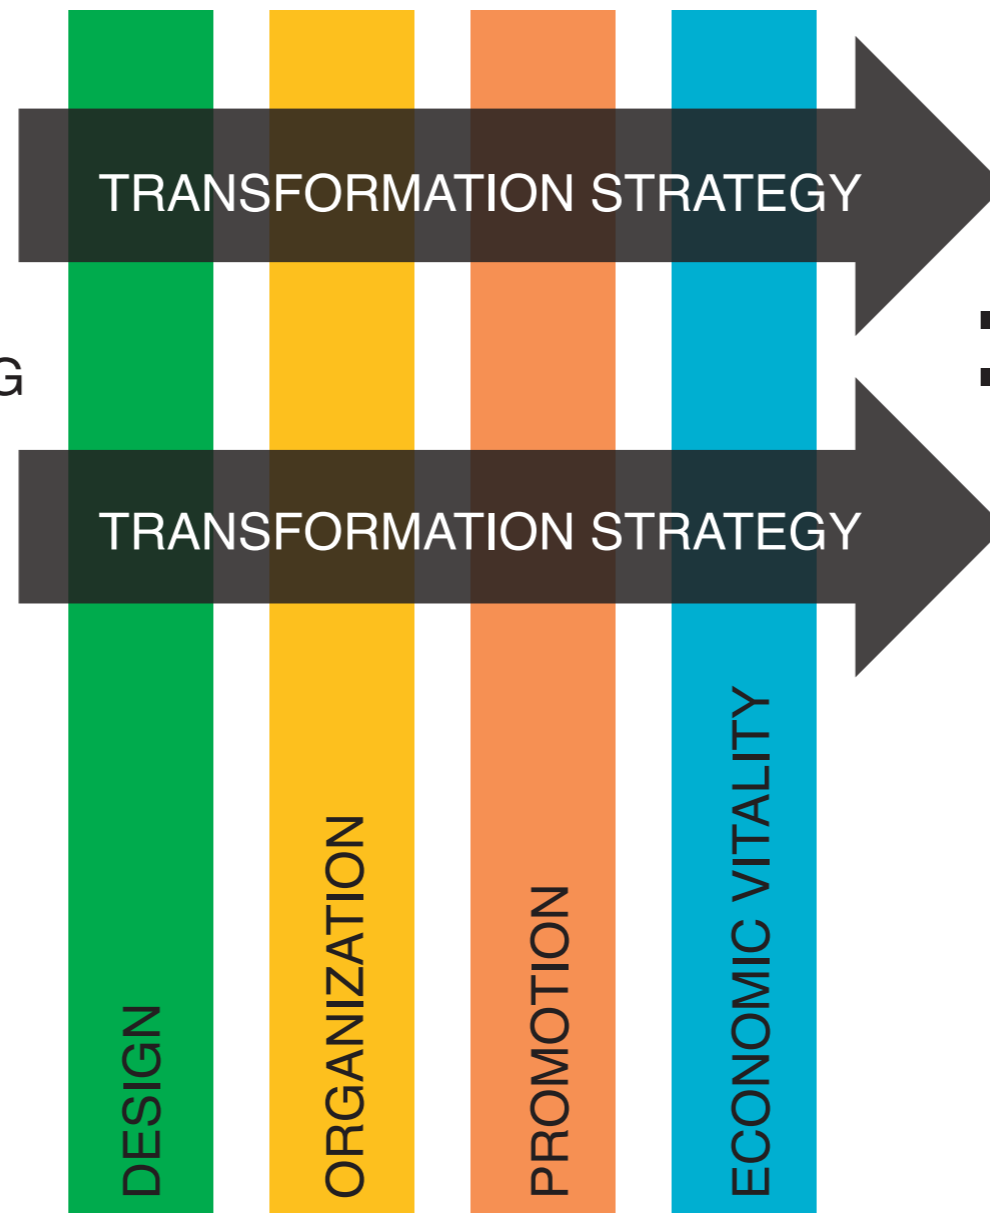 TRANSFORMATION STRATEGY
G
TRANSFORMATION STRATEGY
DESIGN
ORGANIZATION
PROMOTION
ECONOMIC VITALITY